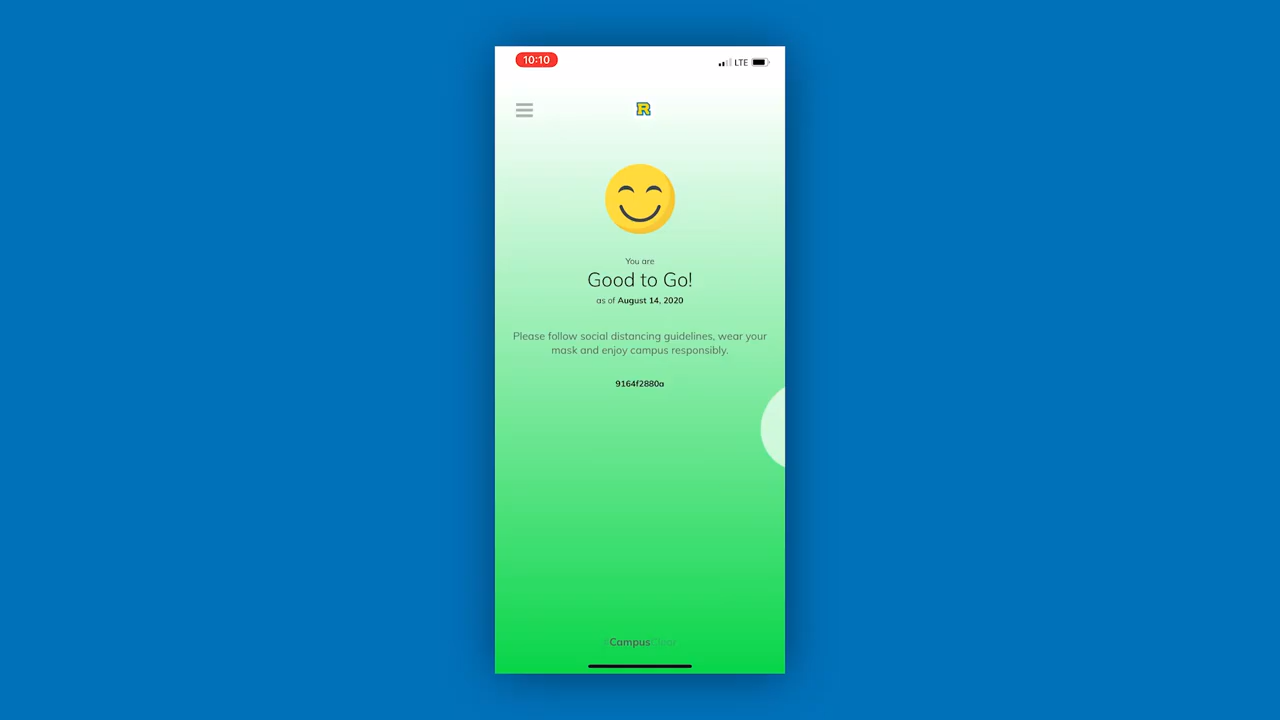 10:10
LTE
R
You are
Good to Go!
as of August 14, 2020
Please follow social distancing guidelines, wear your
mask and enjoy campus responsibly.
9164f2880a
#CampusClear